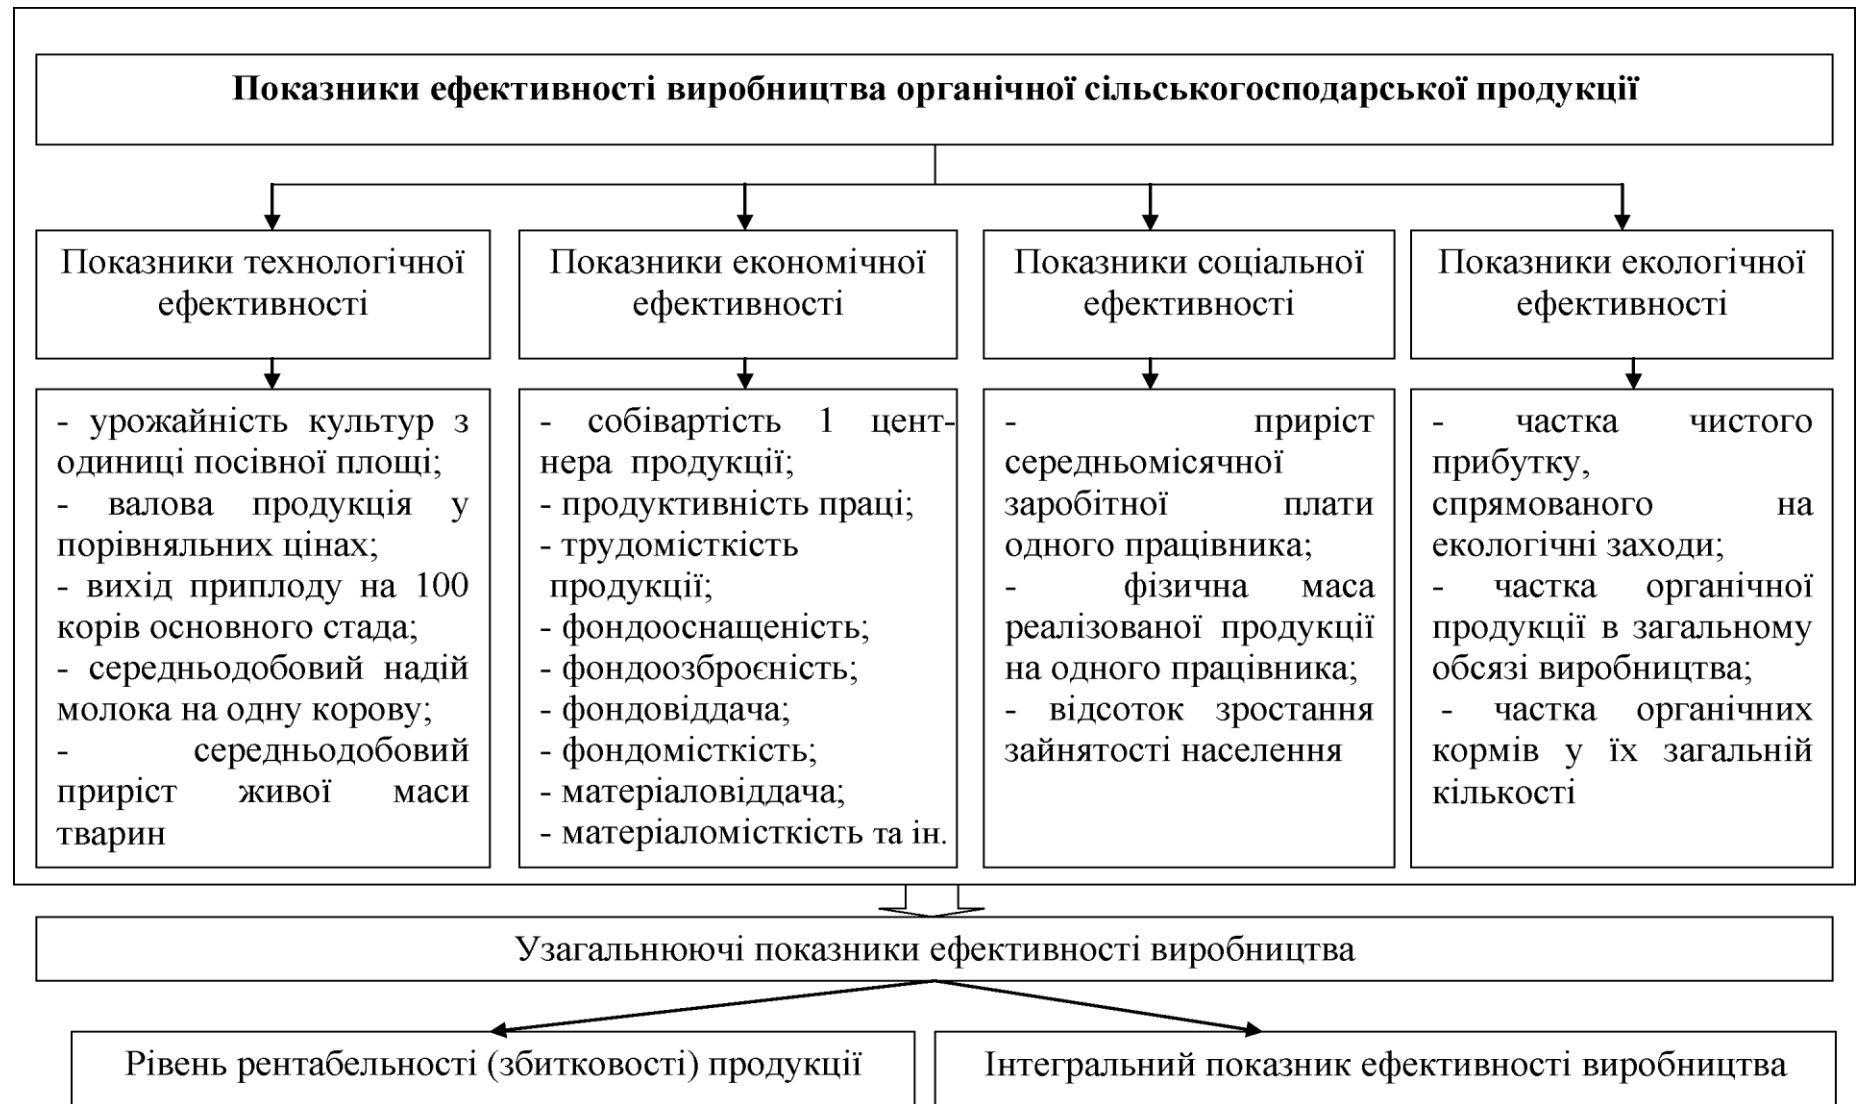 Показники ефективності виробництва органічної сільськогосподарської продукції
Показники технологічної
ефективності
Показники економічної
ефективності
Показники соціальної
ефективності
Показники екологічної
ефективності
- урожайність культур з
одиниці посівної площі;
- валова продукція у
порівняльних цінах;
- вихід приплоду на 100
корів основного стада;
- середньодобовий надій
молока на одну корову;
- середньодобовий
приріст живої маси
тварин
- собівартість 1 цент-
нера продукції;
- продуктивність праці;
- трудомісткість
продукції;
- фондооснащеність;
- фондоозброєність;
- фондовіддача;
- фондомісткість;
- матеріаловіддача;
- матеріаломісткість та ін.
- приріст
середньомісячної
заробітної плати
одного працівника;
- фізична маса
реалізованої продукції
на одного працівника;
- відсоток зростання
зайнятості населення
- частка чистого
прибутку,
спрямованого на
екологічні заходи;
- частка органічної
продукції в загальному
обсязі виробництва;
- частка органічних
кормів у їх загальній
кількості
Узагальнюючі показники ефективності виробництва
Рівень рентабельності (збитковості) продукції
Інтегральний показник ефективності виробництва